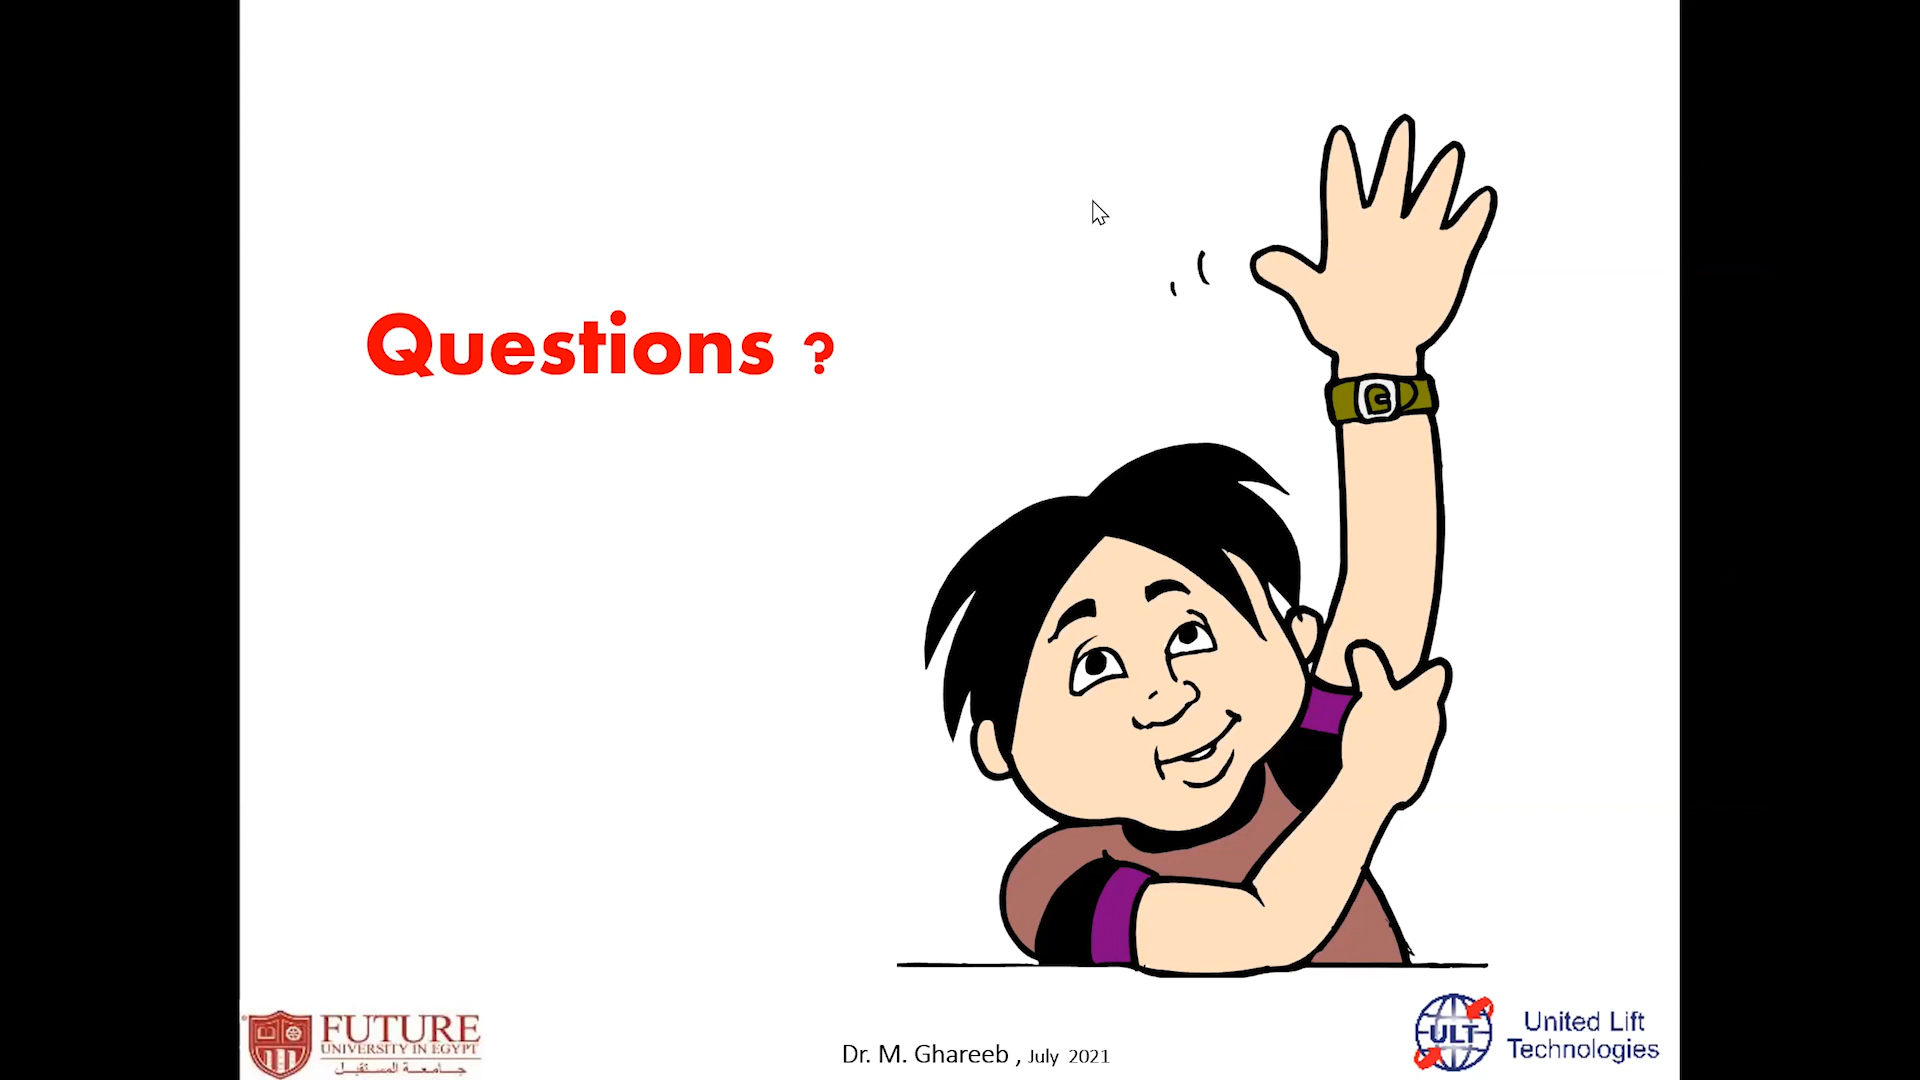 Questions ?
FUTURE
UNIVERSITY IN EGYPT
جامعة المستقبل
Dr. M. Ghareeb , July 2021
ULT
United Lift
Technologies